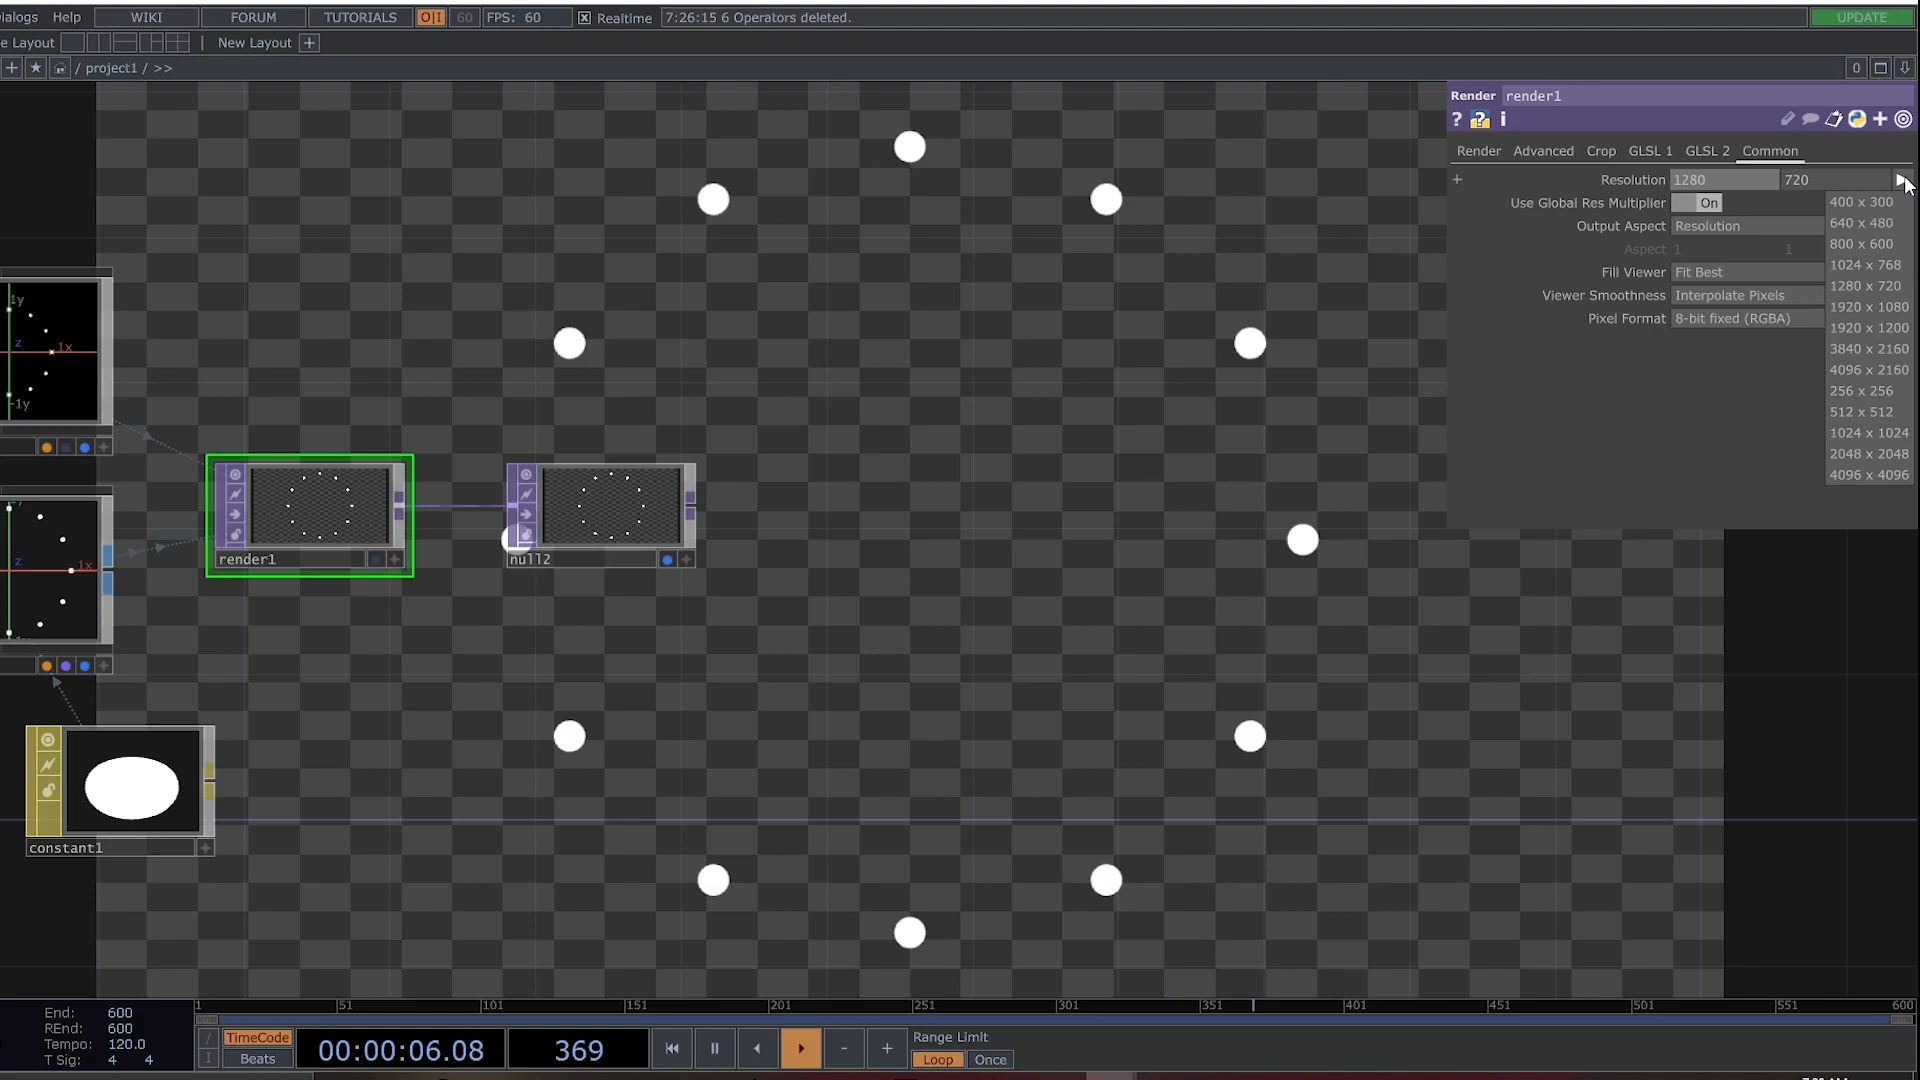 Dialogs Help WIKI FORUM TUTORIALS O|I 60 FPS: 60 Realtime 7:26:15 6 Operators deleted. UPDATE
e Layout | New Layout +
+ / project1 / >> 0
Render render1
? ? i
Render Advanced Crop GLSL 1 GLSL 2 Common
+ Resolution 1280 720
Use Global Res Multiplier On
Output Aspect Resolution
Aspect 1 1
Fill Viewer Fit Best
Viewer Smoothness Interpolate Pixels
Pixel Format 8-bit fixed (RGBA)
400 x 300
640 x 480
800 x 600
1024 x 768
1280 x 720
1920 x 1080
1920 x 1200
3840 x 2160
4096 x 2160
256 x 256
512 x 512
1024 x 1024
2048 x 2048
4096 x 4096
1y
z 1x
-1y
z 1x
render1
null2
constant1
1 51 101 151 201 251 301 351 401 451 501 551 600
End: 600
REnd: 600
Tempo: 120.0
T Sig: 4 4
/ TimeCode
I Beats
00:00:06.08 369
- +
Range Limit
Loop Once